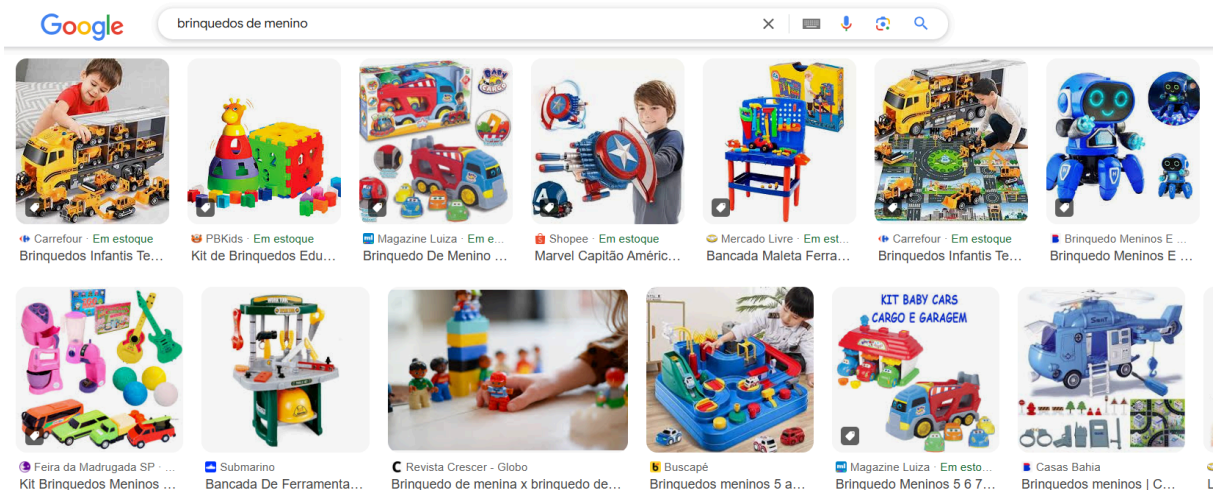 Google
brinquedos de menino
BABY CARGO
Carrefour · Em estoque
Brinquedos Infantis Te...
PBKids · Em estoque
Kit de Brinquedos Edu...
Magazine Luiza · Em e...
Brinquedo De Menino ...
Shopee · Em estoque
Marvel Capitão Améric...
Mercado Livre · Em est...
Bancada Maleta Ferra...
Carrefour · Em estoque
Brinquedos Infantis Te...
Brinquedo Meninos E ...
Brinquedo Meninos E ...
KIT BABY CARS
CARGO E GARAGEM
Feira da Madrugada SP · ...
Kit Brinquedos Meninos ...
Submarino
Bancada De Ferramenta...
Revista Crescer - Globo
Brinquedo de menina x brinquedo de...
Buscapé
Brinquedos meninos 5 a...
Magazine Luiza · Em esto...
Brinquedo Meninos 5 6 7...
Casas Bahia
Brinquedos meninos | C...